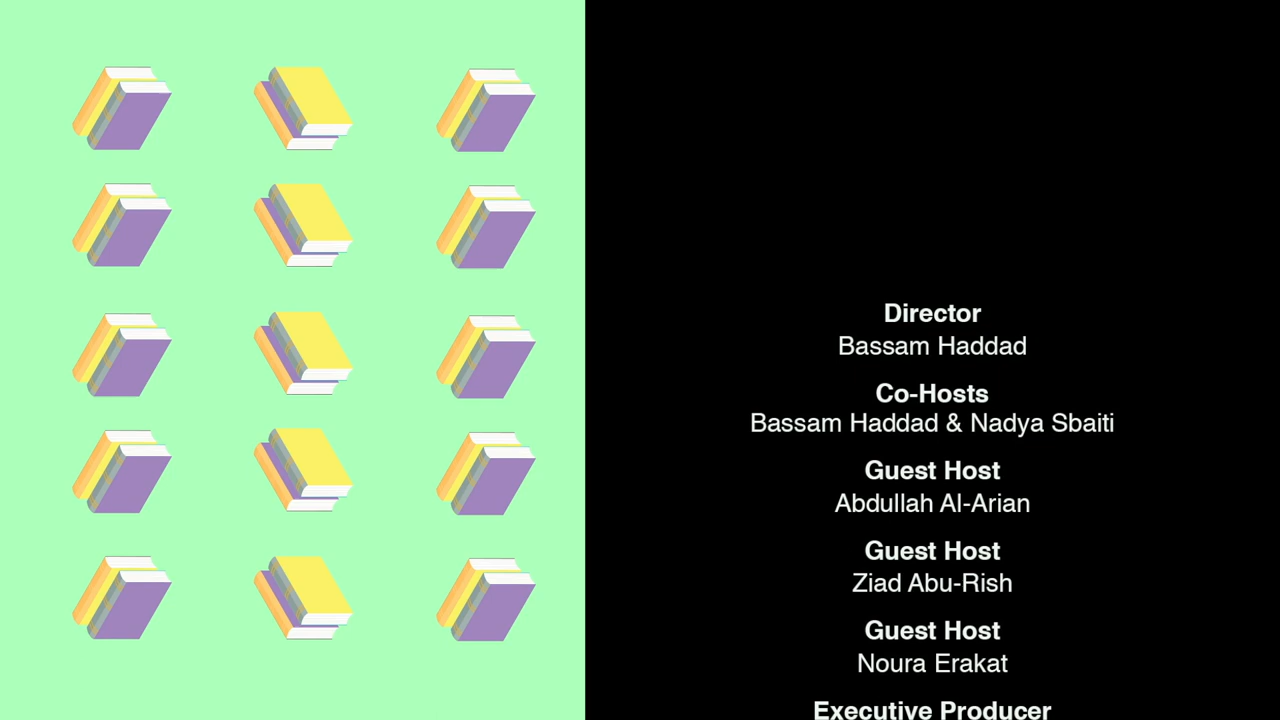 Director
Bassam Haddad
Co-Hosts
Bassam Haddad & Nadya Sbaiti
Guest Host
Abdullah Al-Arian
Guest Host
Ziad Abu-Rish
Guest Host
Noura Erakat
Executive Producer